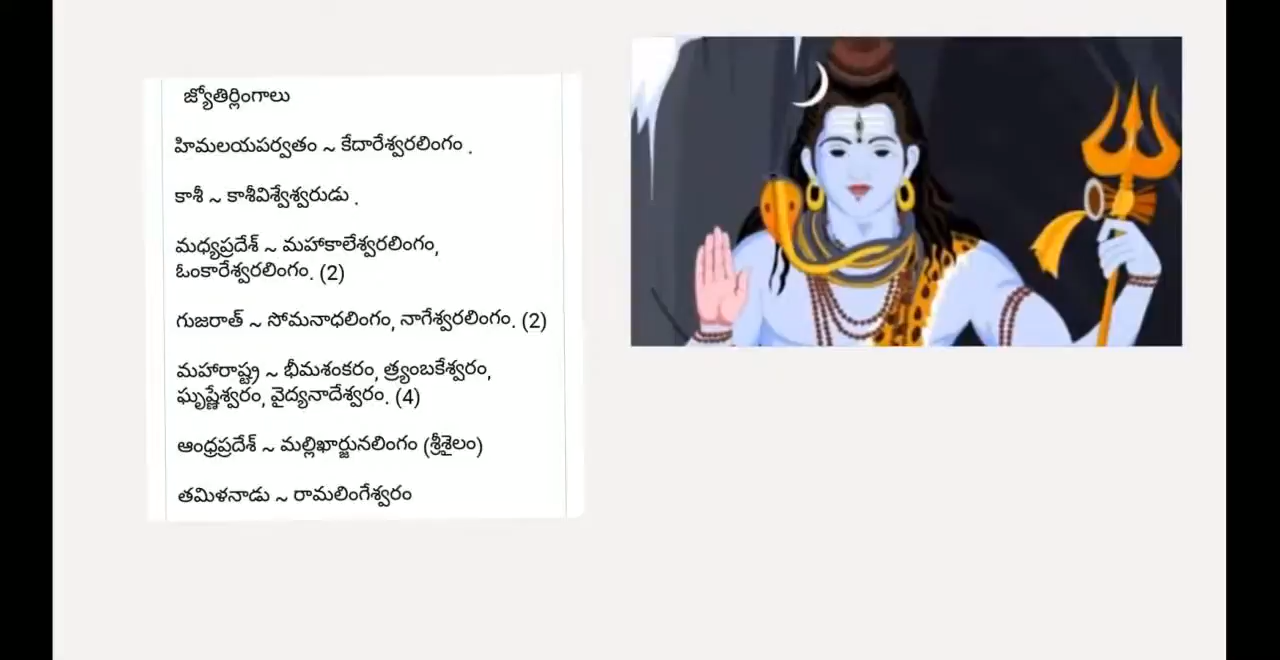 జ్యోతిర్లింగాలు
హిమలయపర్వతం ~ కేదారేశ్వరలింగం .
కాశీ ~ కాశీవిశ్వేశ్వరుడు .
మధ్యప్రదేశ్ ~ మహాకాలేశ్వరలింగం,
ఓంకారేశ్వరలింగం. (2)
గుజరాత్ ~ సోమనాధలింగం, నాగేశ్వరలింగం. (2)
మహారాష్ట్ర ~ భీమశంకరం, త్ర్యంబకేశ్వరం,
ఘృష్ణేశ్వరం, వైద్యనాదేశ్వరం. (4)
ఆంధ్రప్రదేశ్ ~ మల్లిఖార్జునలింగం (శ్రీశైలం)
తమిళనాడు ~ రామలింగేశ్వరం